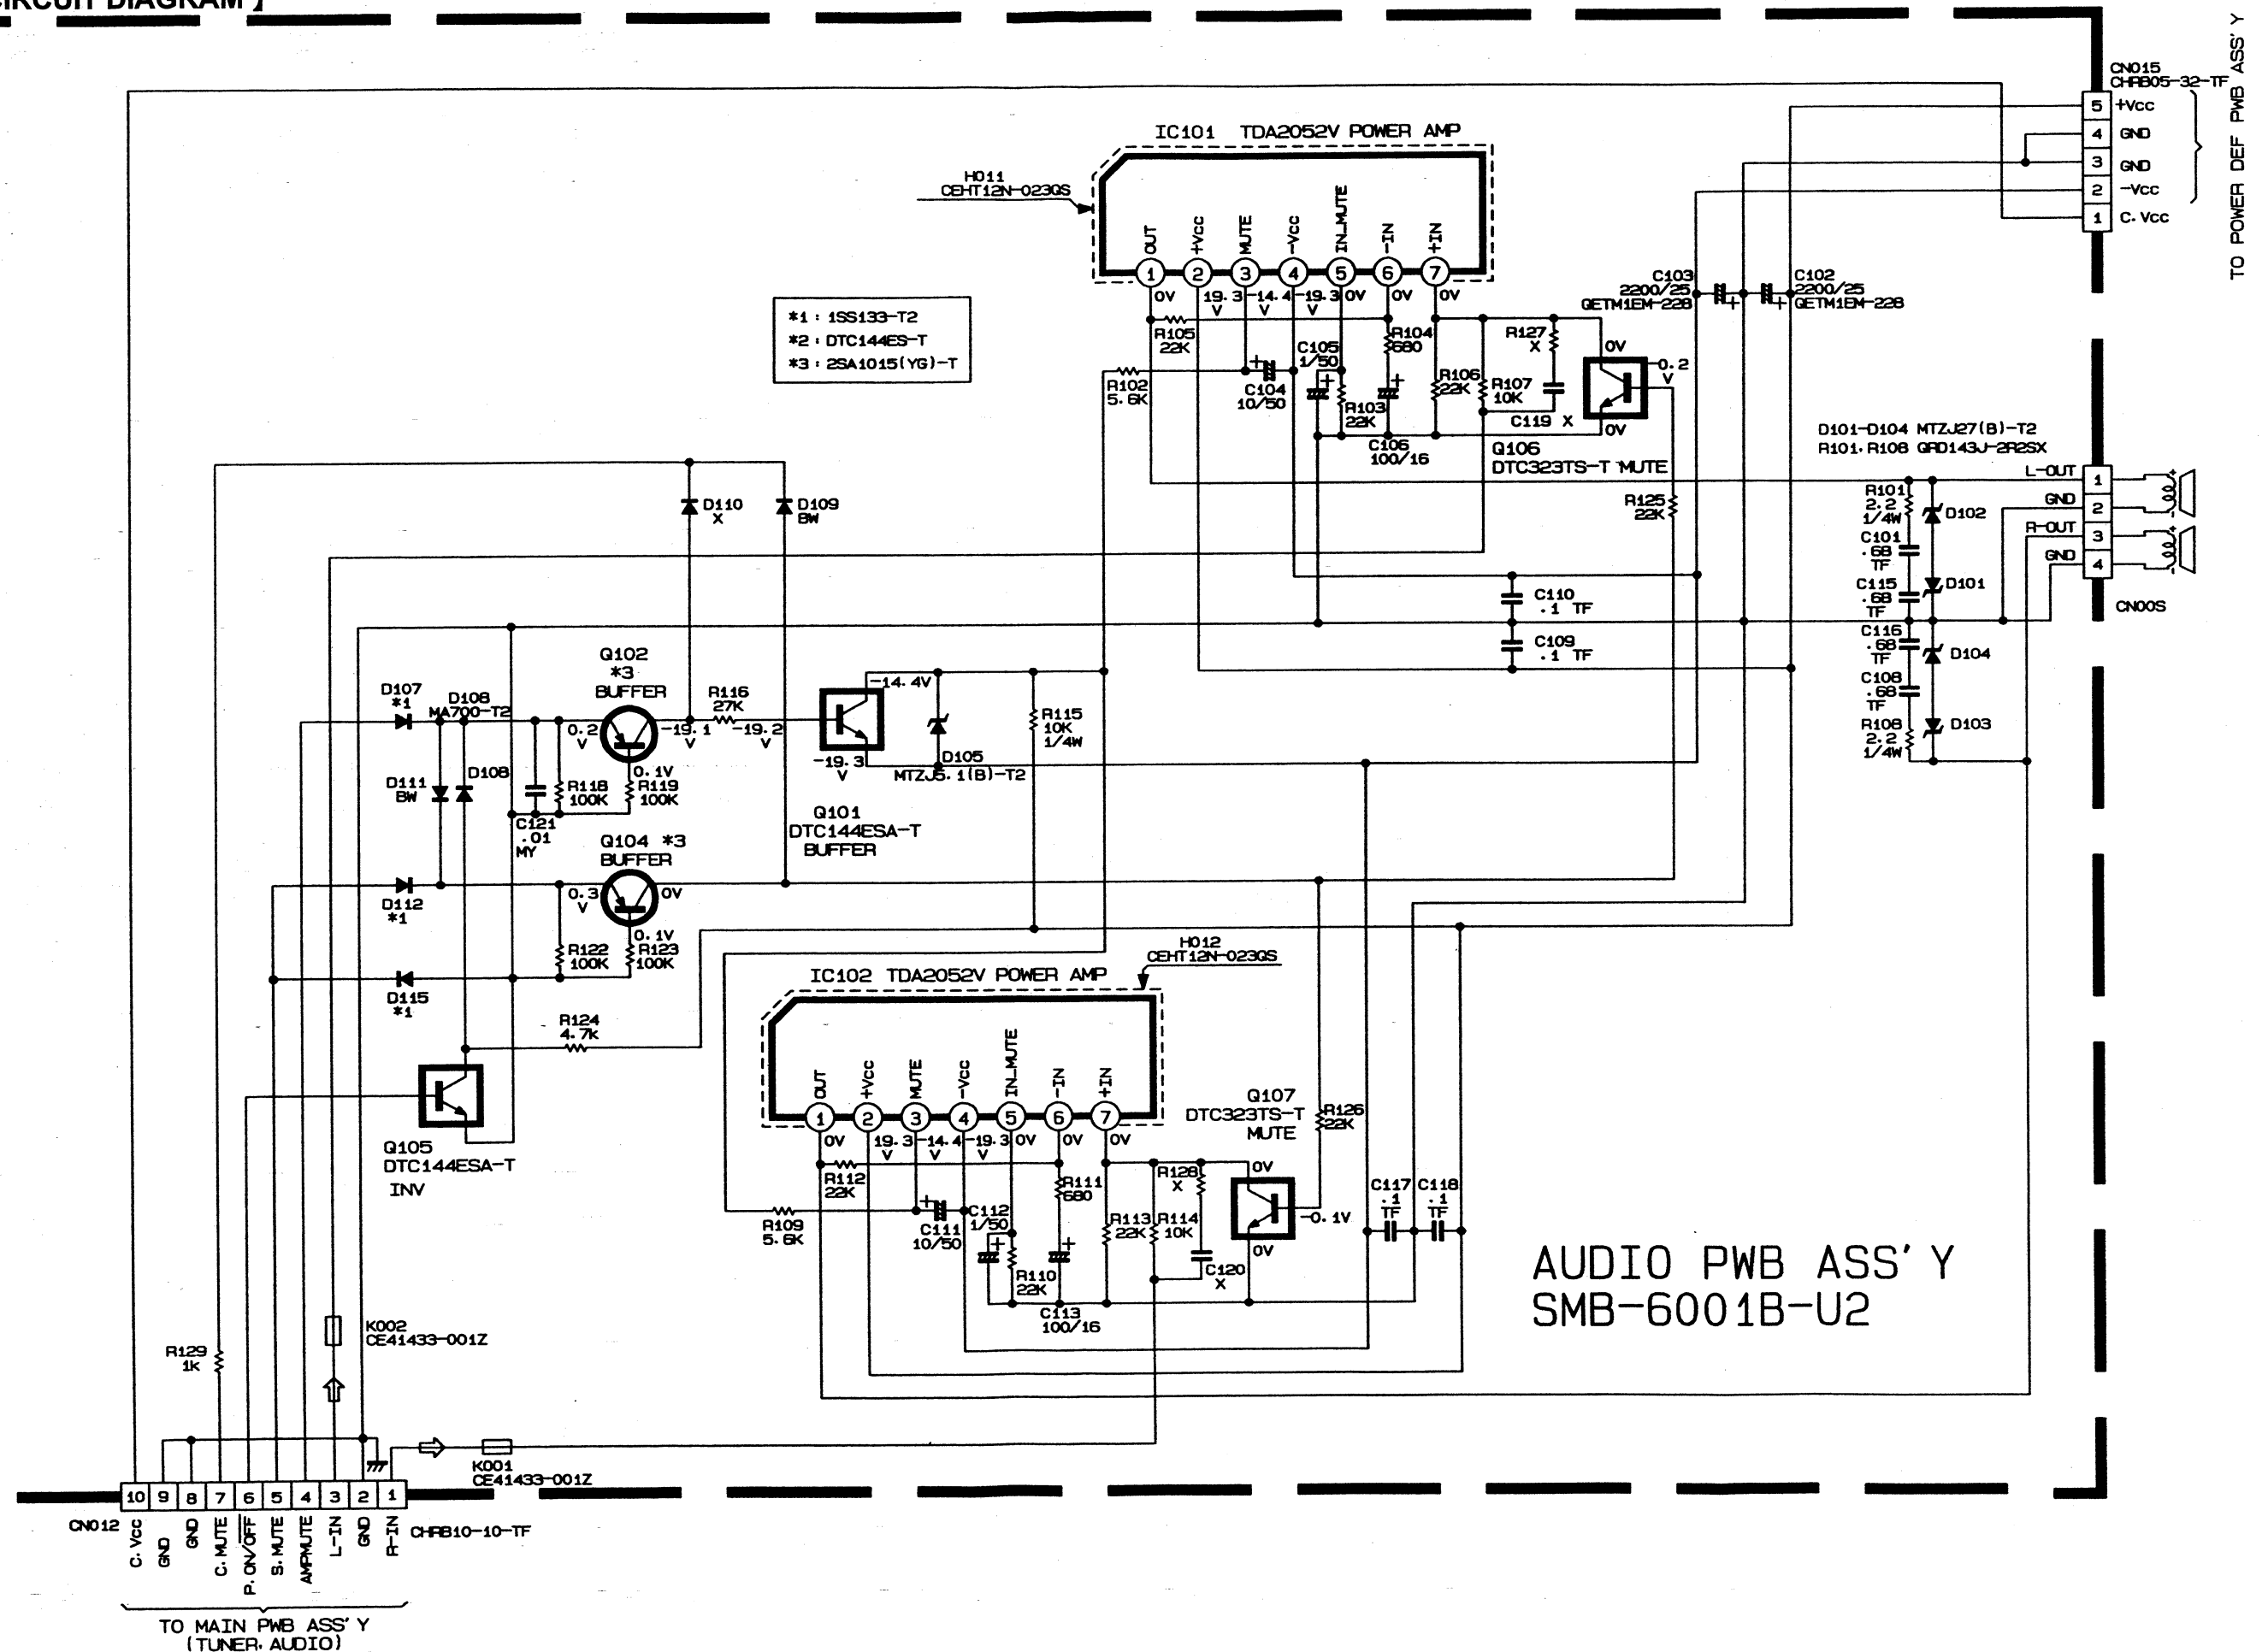 CIRCUIT DIAGRAM 】
CN015
CHRB05-32-TF
5 +Vcc
4 GND
3 GND
2 -Vcc
1 C.Vcc
TO POWER DEF PWB ASS'Y
IC101 TDA2052V POWER AMP
H011
CEHT12N-023GS
OUT
+Vcc
MUTE
-Vcc
IN_MUTE
-IN
+IN
1 2 3 4 5 6 7
0V
19.3 V
-14.4 V
-19.3 V
0V
0V
0V
*1 : 1SS133-T2
*2 : DTC144ES-T
*3 : 2SA1015(YG)-T
C103
2200/25
QETM1EM-228
C102
2200/25
QETM1EM-228
R105
22K
R104
680
C105
1/50
R127
X
0V
-0.2
V
R102
5.6K
C104
10/50
R103
22K
R106
22K
R107
10K
C119 X
0V
C106
100/16
Q106
DTC323TS-T MUTE
D101-D104 MTZJ27(B)-T2
R101,R108 QRD143J-2R2SX
L-OUT 1
GND 2
R-OUT 3
GND 4
CN00S
R101
2.2
1/4W
D102
C101
.68
TF
C115
.68
TF
D101
C116
.68
TF
D104
C108
.68
TF
R108
2.2
1/4W
D103
R125
22K
D110
X
D109
BW
C110
.1 TF
C109
.1 TF
Q102
*3
BUFFER
D107
*1
D108
MA700-T2
0.2
V
-19.1
V
R116
27K
-19.2
V
-14.4V
-19.3
V
D105
MTZJ5.1(B)-T2
R115
10K
1/4W
D111
BW
D108
0.1V
R118
100K
R119
100K
C121
.01
MY
Q101
DTC144ESA-T
BUFFER
Q104 *3
BUFFER
D112
*1
0.3
V
0V
0.1V
R122
100K
R123
100K
D115
*1
R124
4.7K
Q105
DTC144ESA-T
INV
H012
CEHT12N-023GS
IC102 TDA2052V POWER AMP
OUT
+Vcc
MUTE
-Vcc
IN_MUTE
-IN
+IN
1 2 3 4 5 6 7
0V
19.3 V
-14.4 V
-19.3 V
0V
0V
0V
Q107
DTC323TS-T
MUTE
R126
22K
R112
22K
R111
680
R128
X
0V
-0.1V
0V
R109
5.6K
C111
10/50
C112
1/50
R110
22K
C113
100/16
R113
22K
R114
10K
C120
X
C117
.1
TF
C118
.1
TF
AUDIO PWB ASS'Y
SMB-6001B-U2
K002
CE41433-001Z
R129
1K
K001
CE41433-001Z
CN012
10 9 8 7 6 5 4 3 2 1
CHRB10-10-TF
C.Vcc
GND
GND
C.MUTE
P.ON/OFF
S.MUTE
AMPMUTE
L-IN
GND
R-IN
TO MAIN PWB ASS'Y
(TUNER, AUDIO)